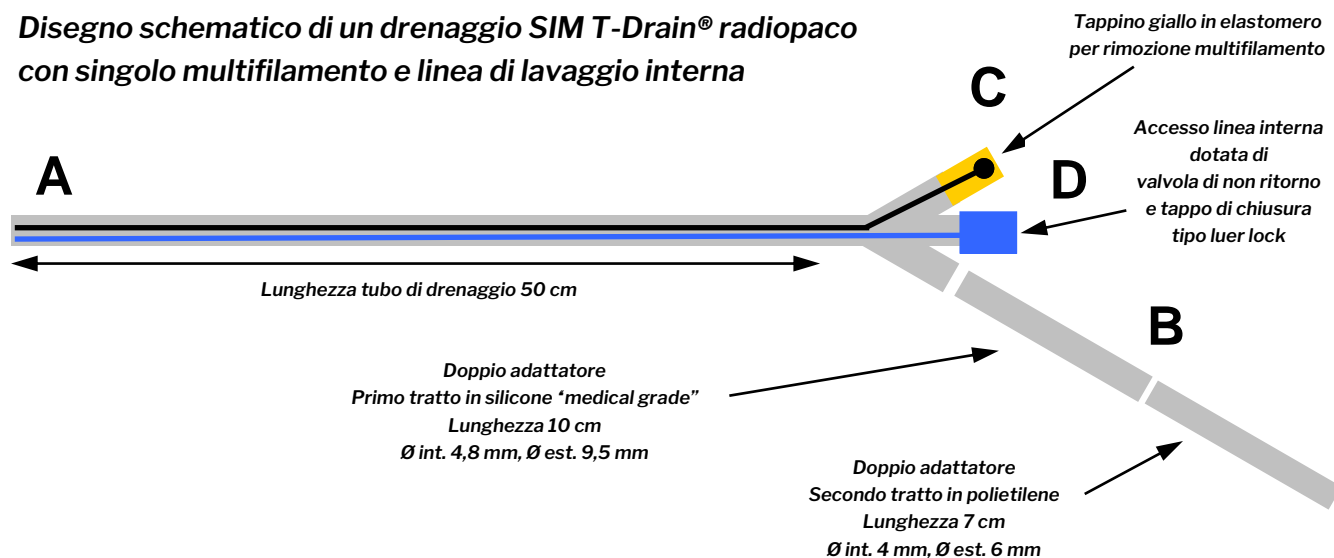 Disegno schematico di un drenaggio SIM T-Drain® radiopaco
con singolo multifilamento e linea di lavaggio interna
Tappino giallo in elastomero
per rimozione multifilamento
C
A
Accesso linea interna
dotata di
valvola di non ritorno
e tappo di chiusura
tipo luer lock
D
Lunghezza tubo di drenaggio 50 cm
B
Doppio adattatore
Primo tratto in silicone “medical grade”
Lunghezza 10 cm
Ø int. 4,8 mm, Ø est. 9,5 mm
Doppio adattatore
Secondo tratto in polietilene
Lunghezza 7 cm
Ø int. 4 mm, Ø est. 6 mm